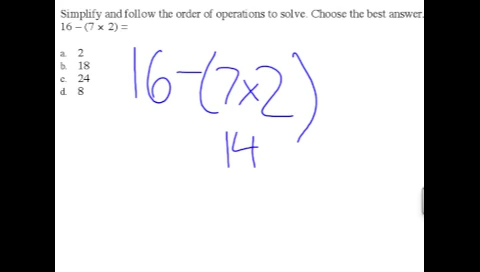 Simplify and follow the order of operations to solve. Choose the best answer.
16 – (7 × 2) =
a. 2
b. 18
c. 24
d. 8
16-(7×2)
14